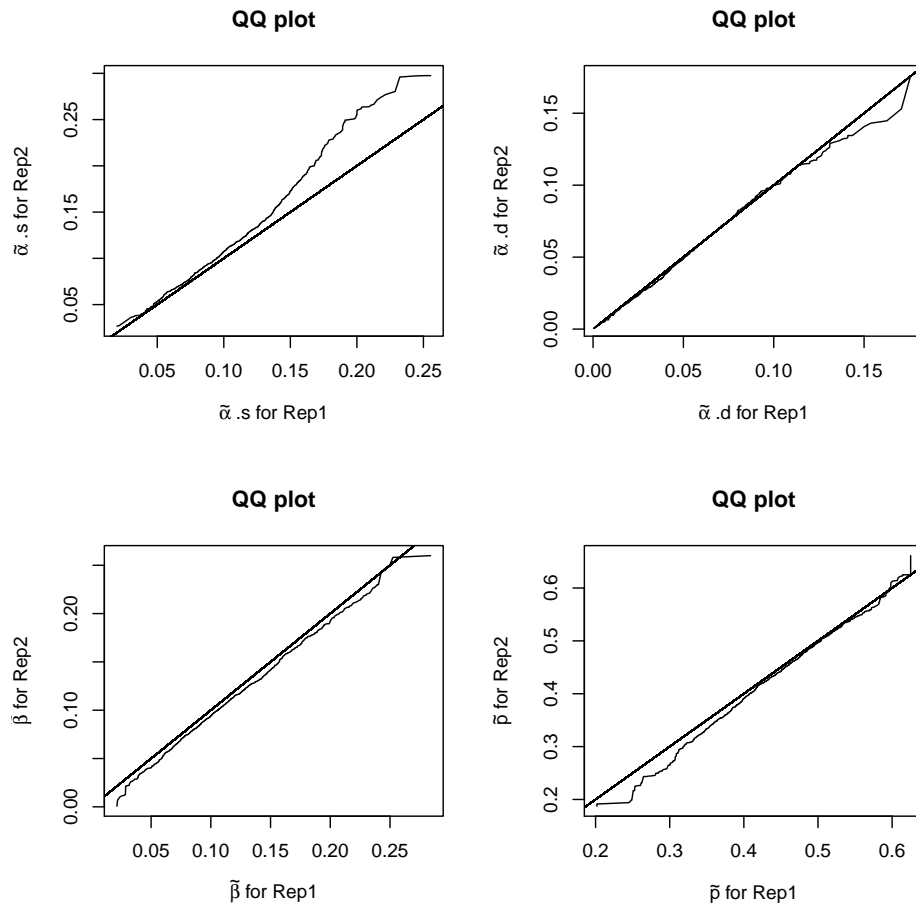 QQ plot
α̃ .s for Rep2
0.05 0.15 0.25
0.05 0.10 0.15 0.20 0.25
α̃ .s for Rep1
QQ plot
α̃ .d for Rep2
0.00 0.05 0.10 0.15
0.00 0.05 0.10 0.15
α̃ .d for Rep1
QQ plot
β̃ for Rep2
0.00 0.10 0.20
0.05 0.10 0.15 0.20 0.25
β̃ for Rep1
QQ plot
p̃ for Rep2
0.2 0.3 0.4 0.5 0.6
0.2 0.3 0.4 0.5 0.6
p̃ for Rep1